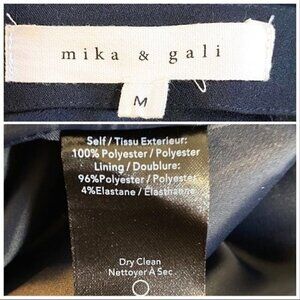 mika & gali
M
Self / Tissu Exterieur:
100% Polyester / Polyester
Lining / Doublure:
96%Polyester / Polyester
4%Elastane / Elasthanne
Dry Clean
Nettoyer À Sec